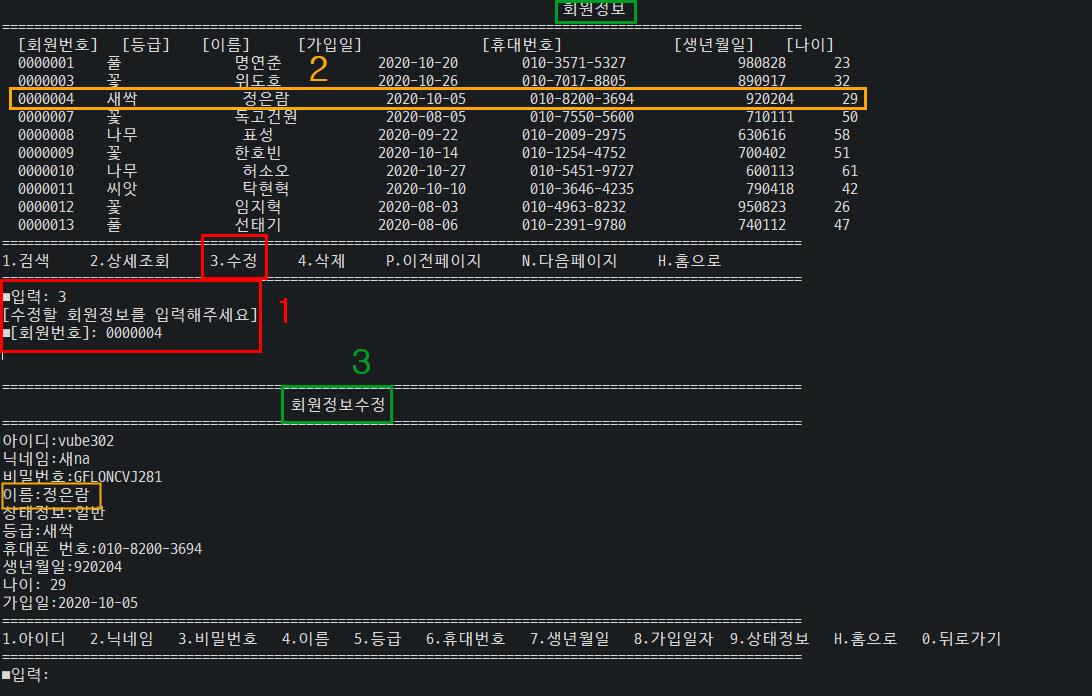 회원정보
====================================================================================================
[회원번호] [등급] [이름] [가입일] [휴대번호] [생년월일] [나이]
0000001 풀 명연준 2020-10-20 010-3571-5327 980828 23
2
0000003 꽃 위도호 2020-10-26 010-7017-8805 890917 32
0000004 새싹 정은람 2020-10-05 010-8200-3694 920204 29
0000007 꽃 독고건원 2020-08-05 010-7550-5600 710111 50
0000008 나무 표성 2020-09-22 010-2009-2975 630616 58
0000009 꽃 한호빈 2020-10-14 010-1254-4752 700402 51
0000010 나무 허소오 2020-10-27 010-5451-9727 600113 61
0000011 씨앗 탁현혁 2020-10-10 010-3646-4235 790418 42
0000012 꽃 임지혁 2020-08-03 010-4963-8232 950823 26
0000013 풀 선태기 2020-08-06 010-2391-9780 740112 47
====================================================================================================
1.검색 2.상세조회 3.수정 4.삭제 P.이전페이지 N.다음페이지 H.홈으로
====================================================================================================
■입력: 3
[수정할 회원정보를 입력해주세요]
1
■[회원번호]: 0000004
3
====================================================================================================
회원정보수정
====================================================================================================
아이디:vube302
닉네임:새na
비밀번호:GFLONCVJ281
이름:정은람
상태정보:일반
등급:새싹
휴대폰 번호:010-8200-3694
생년월일:920204
나이: 29
가입일:2020-10-05
====================================================================================================
1.아이디 2.닉네임 3.비밀번호 4.이름 5.등급 6.휴대번호 7.생년월일 8.가입일자 9.상태정보 H.홈으로 0.뒤로가기
====================================================================================================
■입력: